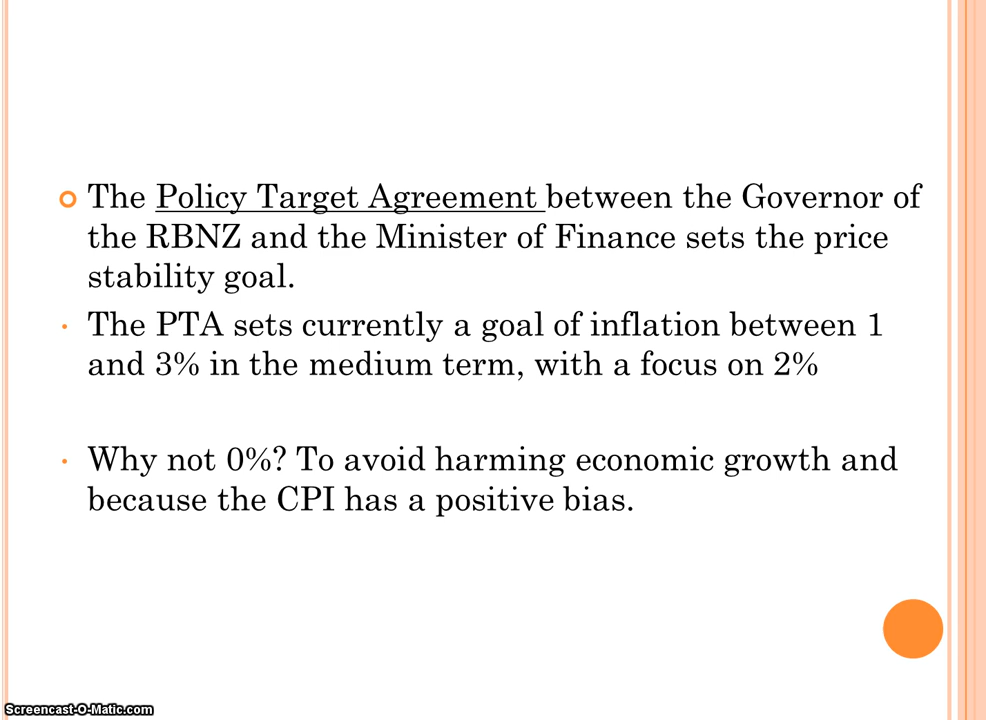 The Policy Target Agreement between the Governor of
the RBNZ and the Minister of Finance sets the price
stability goal.
The PTA sets currently a goal of inflation between 1
and 3% in the medium term, with a focus on 2%
Why not 0%? To avoid harming economic growth and
because the CPI has a positive bias.
Screencast-O-Matic.com